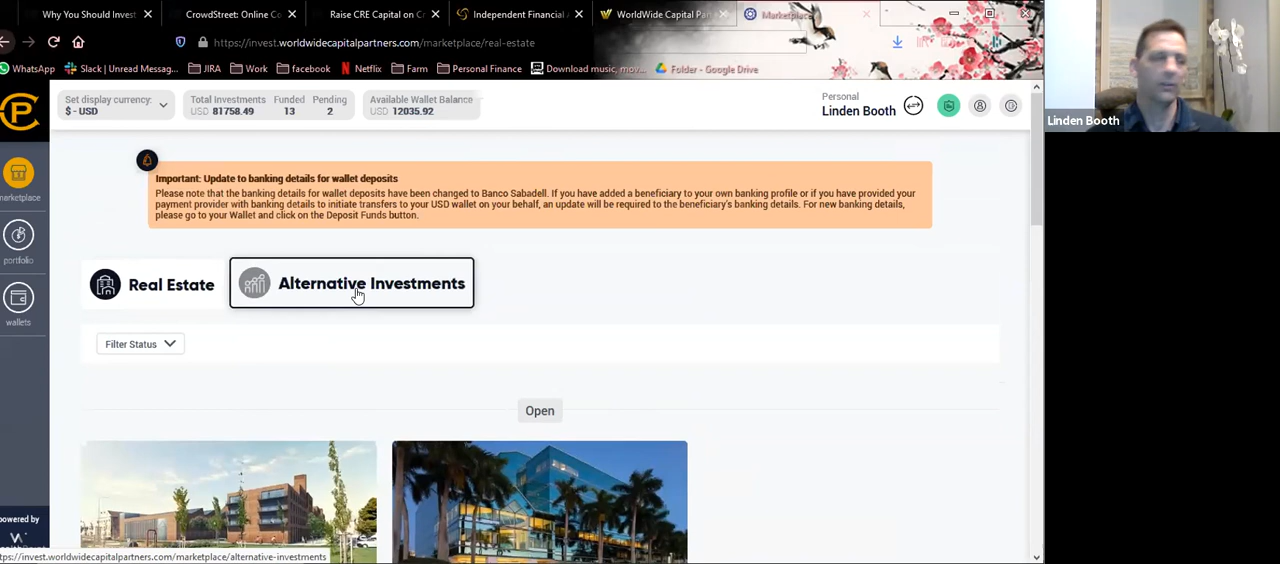 Why You Should Invest
CrowdStreet: Online Co
Raise CRE Capital on C
Independent Financial
WorldWide Capital Par
Marketplace
https://invest.worldwidecapitalpartners.com/marketplace/real-estate
WhatsApp
Slack | Unread Messag...
JIRA
Work
facebook
Netflix
Farm
Personal Finance
Download music, mov...
Folder - Google Drive
Set display currency:
$ - USD
Total Investments Funded Pending
USD 81758.49 13 2
Available Wallet Balance
USD 12035.92
Personal
Linden Booth
Linden Booth
marketplace
portfolio
wallets
Important: Update to banking details for wallet deposits
Please note that the banking details for wallet deposits have been changed to Banco Sabadell. If you have added a beneficiary to your own banking profile or if you have provided your
payment provider with banking details to initiate transfers to your USD wallet on your behalf, an update will be required to the beneficiary's banking details. For new banking details,
please go to your Wallet and click on the Deposit Funds button.
Real Estate
Alternative Investments
Filter Status
Open
powered by
tps://invest.worldwidecapitalpartners.com/marketplace/alternative-investments